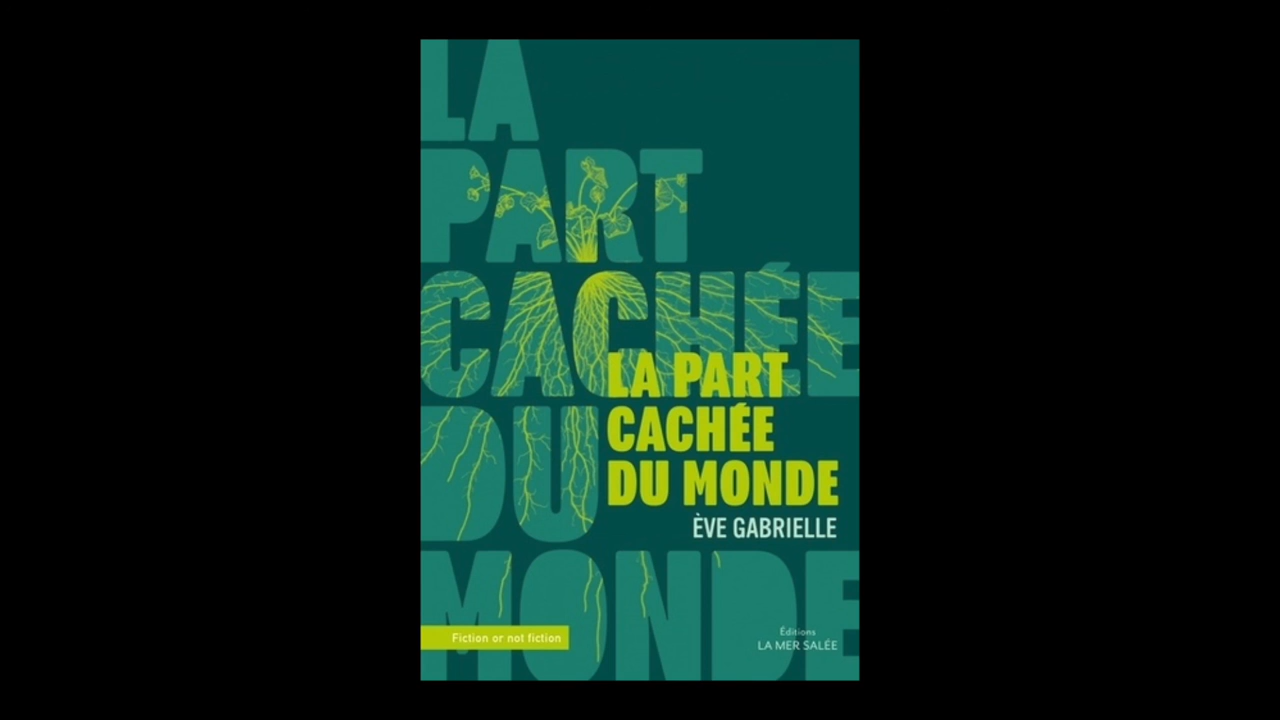 LA
PART
CACHÉE
DU
MONDE
LA PART
CACHÉE
DU MONDE
ÈVE GABRIELLE
Fiction or not fiction
Éditions
LA MER SALÉE